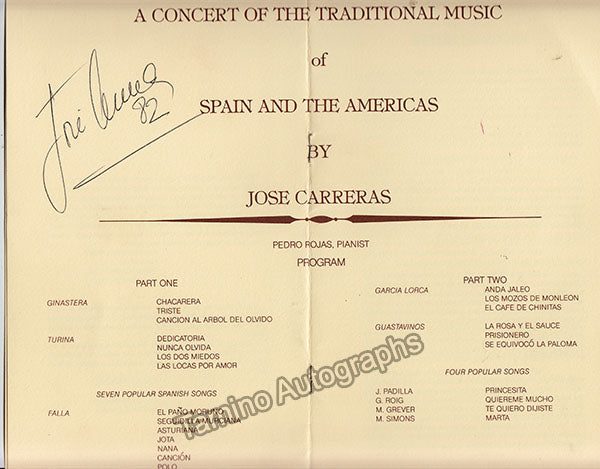 A CONCERT OF THE TRADITIONAL MUSIC
of
SPAIN AND THE AMERICAS
BY
JOSE CARRERAS
José Carreras
82
PEDRO ROJAS, PIANIST
PROGRAM
PART ONE
GINASTERA CHACARERA
TRISTE
CANCION AL ARBOL DEL OLVIDO
TURINA DEDICATORIA
NUNCA OLVIDA
LOS DOS MIEDOS
LAS LOCAS POR AMOR
SEVEN POPULAR SPANISH SONGS
FALLA EL PAÑO MORUNO
SEGUIDILLA MURCIANA
ASTURIANA
JOTA
NANA
CANCIÓN
POLO
PART TWO
GARCIA LORCA ANDA JALEO
LOS MOZOS DE MONLEON
EL CAFE DE CHINITAS
GUASTAVINOS LA ROSA Y EL SAUCE
PRISIONERO
SE EQUIVOCÓ LA PALOMA
FOUR POPULAR SONGS
J. PADILLA PRINCESITA
G. ROIG QUIEREME MUCHO
M. GREVER TE QUIERO DIJISTE
M. SIMONS MARTA
Tamino Autographs